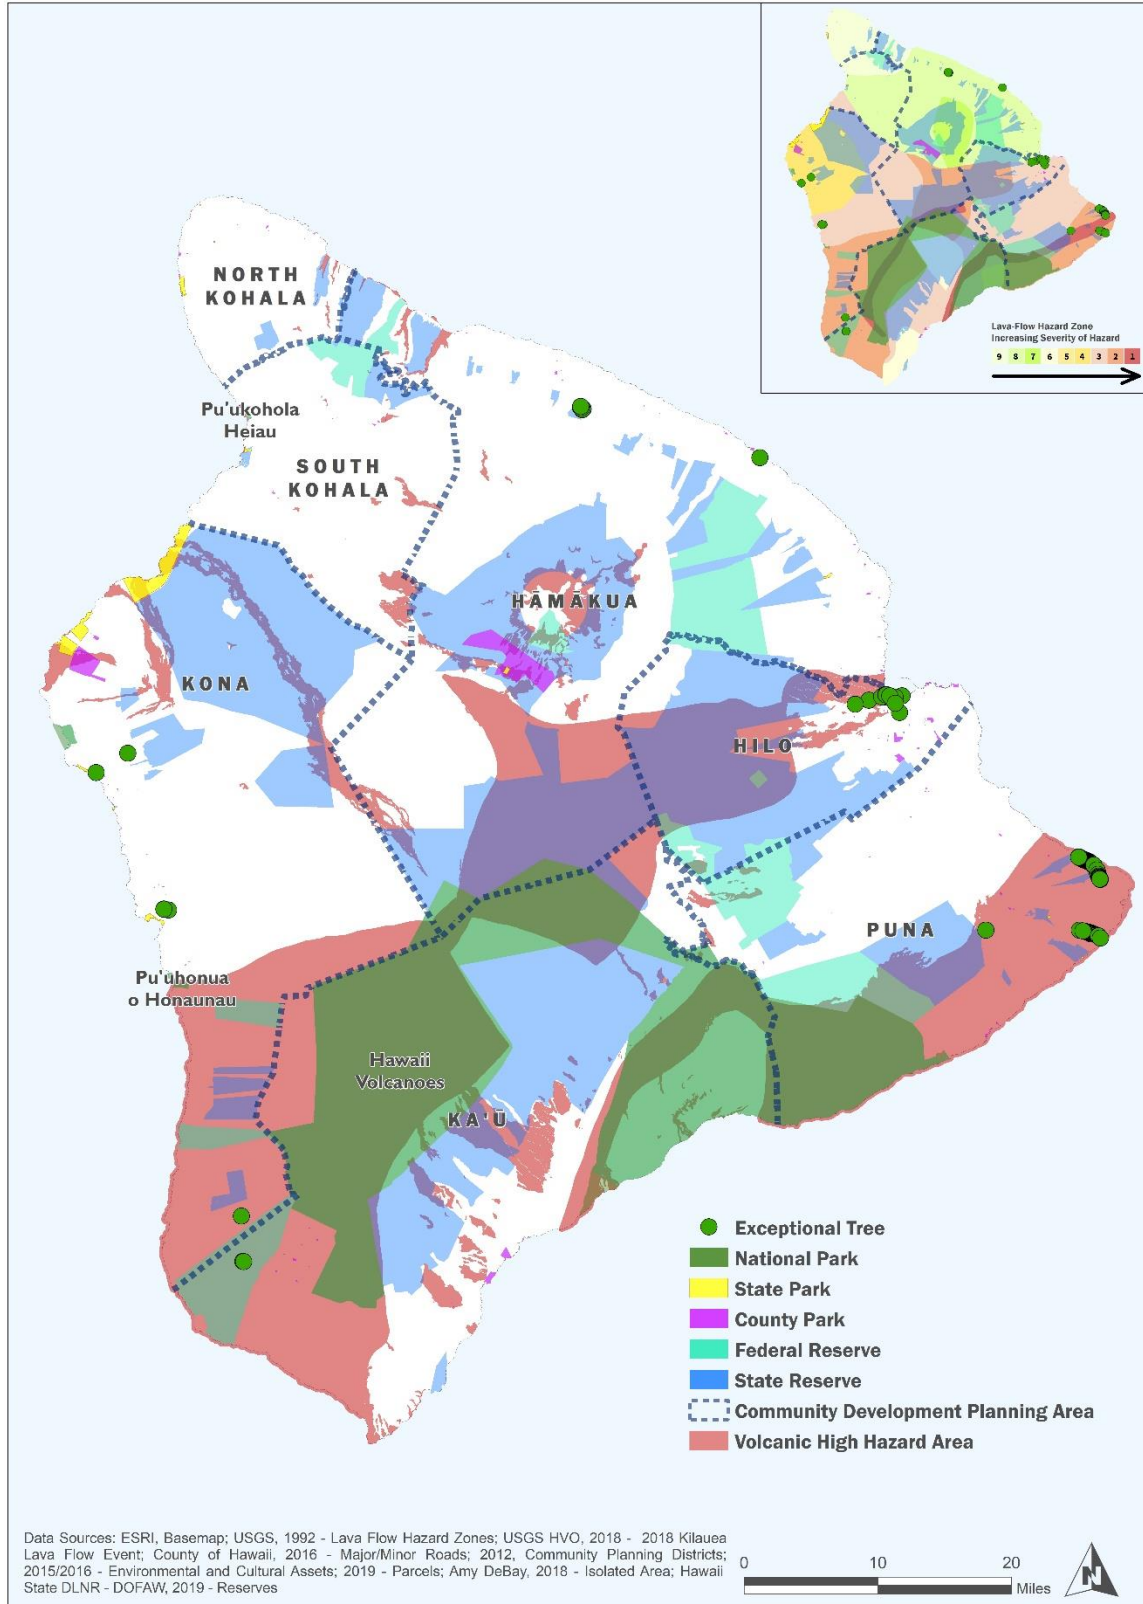 Lava-Flow Hazard Zone
Increasing Severity of Hazard
9 8 7 6 5 4 3 2 1
NORTH
KOHALA
Pu'ukohola
Heiau
SOUTH
KOHALA
HĀMĀKUA
KONA
HILO
PUNA
Pu'uhonua
o Honaunau
Hawaii
Volcanoes
KA'Ū
Exceptional Tree
National Park
State Park
County Park
Federal Reserve
State Reserve
Community Development Planning Area
Volcanic High Hazard Area
Data Sources: ESRI, Basemap; USGS, 1992 - Lava Flow Hazard Zones; USGS HVO, 2018 - 2018 Kilauea
Lava Flow Event; County of Hawaii, 2016 - Major/Minor Roads; 2012, Community Planning Districts;
2015/2016 - Environmental and Cultural Assets; 2019 - Parcels; Amy DeBay, 2018 - Isolated Area; Hawaii
State DLNR - DOFAW, 2019 - Reserves
0 10 20
Miles
N